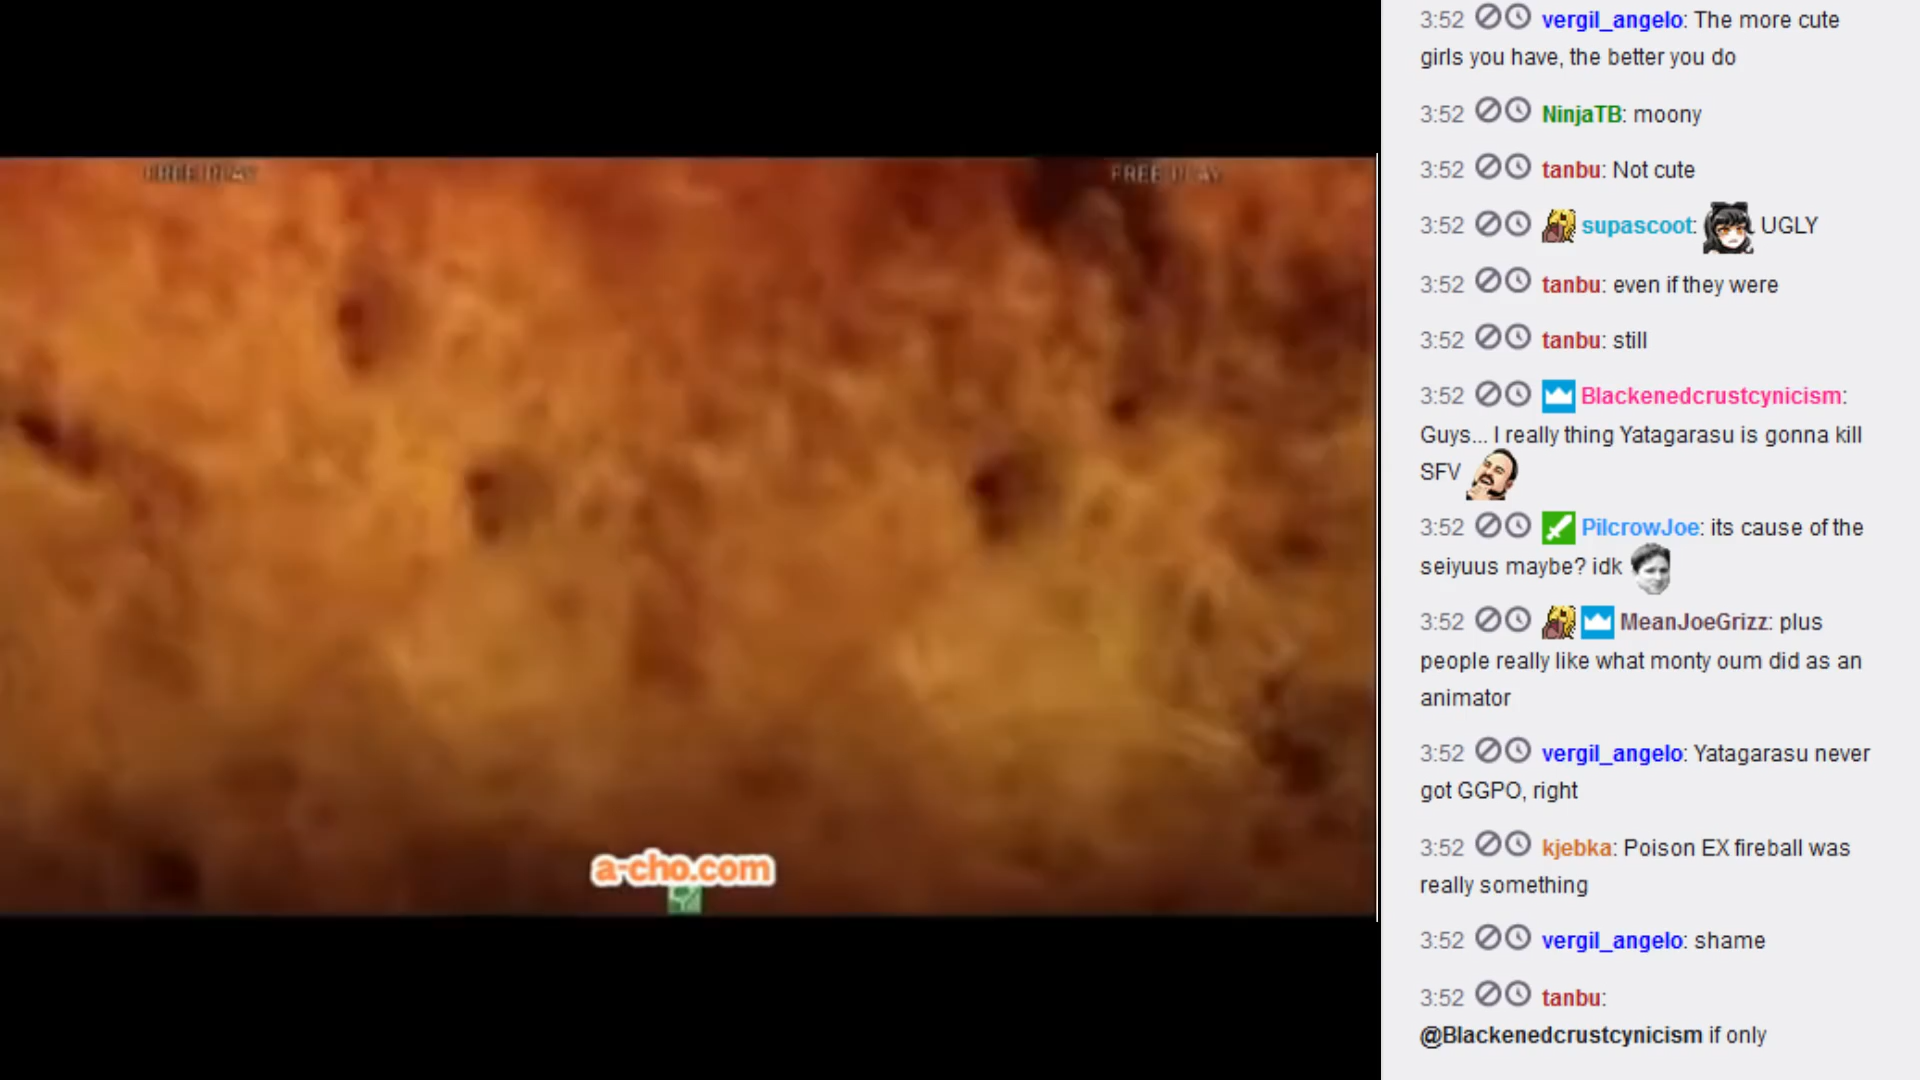 FREE PLAY
FREE PLAY
a-cho.com
3:52 vergil_angelo: The more cute
girls you have, the better you do
3:52 NinjaTB: moony
3:52 tanbu: Not cute
3:52 supascoot: UGLY
3:52 tanbu: even if they were
3:52 tanbu: still
3:52 Blackenedcrustcynicism:
Guys... I really thing Yatagarasu is gonna kill
SFV
3:52 PilcrowJoe: its cause of the
seiyuus maybe? idk
3:52 MeanJoeGrizz: plus
people really like what monty oum did as an
animator
3:52 vergil_angelo: Yatagarasu never
got GGPO, right
3:52 kjebka: Poison EX fireball was
really something
3:52 vergil_angelo: shame
3:52 tanbu:
@Blackenedcrustcynicism if only